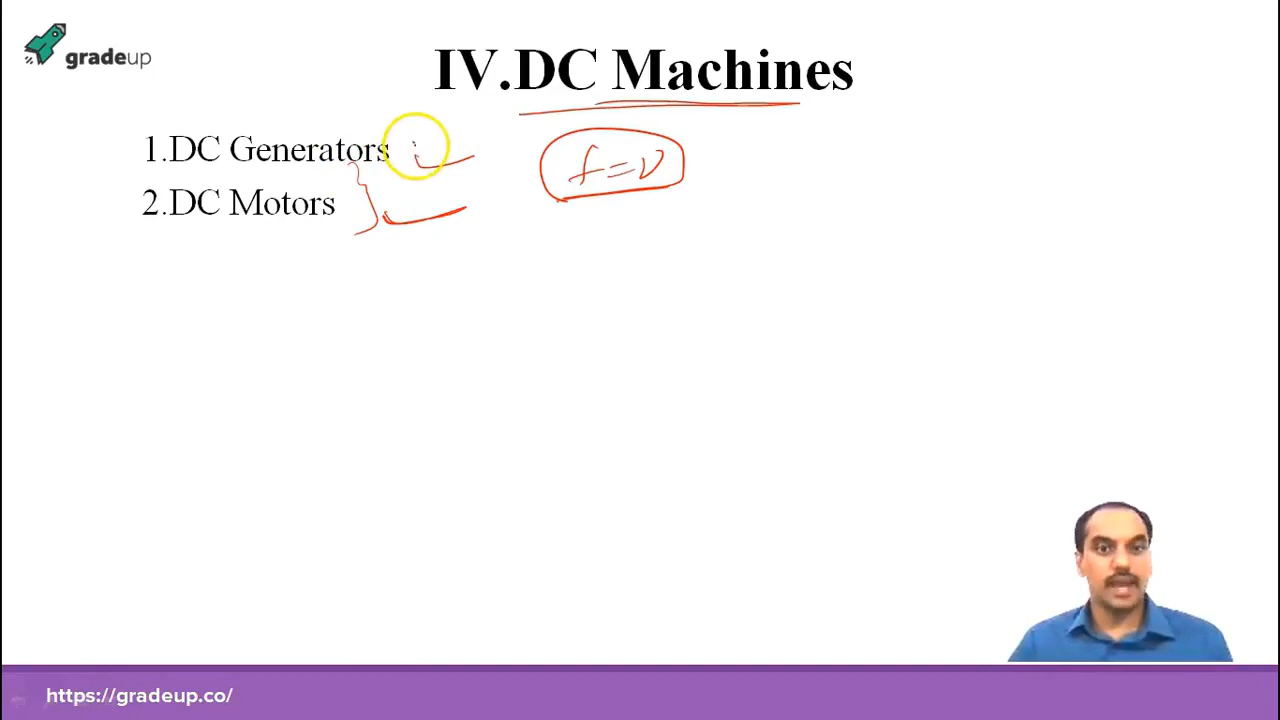 gradeup
IV.DC Machines
1.DC Generators
f=ν
2.DC Motors
https://gradeup.co/